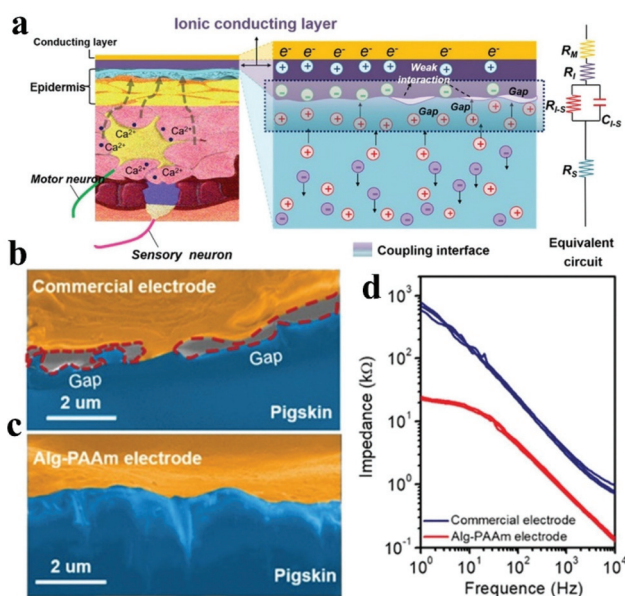 a
Ionic conducting layer
Conducting layer
Epidermis
Ca²⁺
Ca²⁺
Ca²⁺
Ca²⁺
Ca²⁺
Motor neuron
Sensory neuron
e⁻ e⁻ e⁻ e⁻ e⁻ e⁻ e⁻
Weak
interaction
Gap
Gap
Gap
Coupling interface
R_M
R_I
R_I-S
C_I-S
R_S
Equivalent
circuit
b
Commercial electrode
Gap
Gap
2 um
Pigskin
c
Alg-PAAm electrode
2 um
Pigskin
d
Impedance (kΩ)
10³
10²
10¹
10⁰
10⁻¹
Commercial electrode
Alg-PAAm electrode
10⁰ 10¹ 10² 10³ 10⁴
Frequence (Hz)